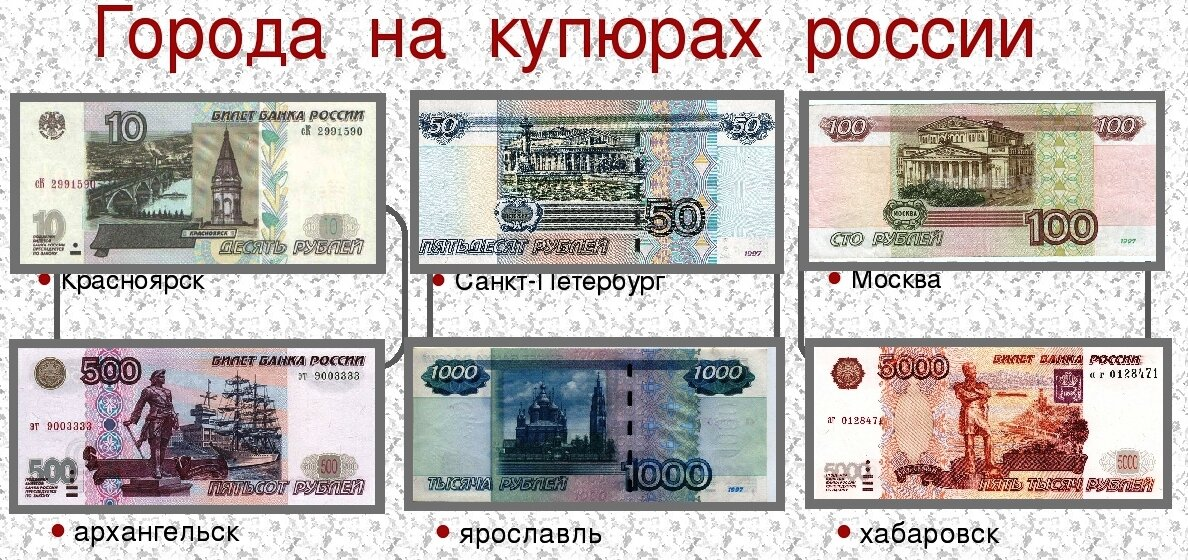 Города на купюрах россии
10
БИЛЕТ БАНКА РОССИИ
сК 2991590
сК 2991590
10
КРАСНОЯРСК
10
ДЕСЯТЬ РУБЛЕЙ
50
50
50
ПЯТЬДЕСЯТ РУБЛЕЙ
1997
100
100
МОСКВА
100
СТО РУБЛЕЙ
1997
Красноярск
Санкт-Петербург
Москва
500
БИЛЕТ БАНКА РОССИИ
эт 9003333
эт 9003333
500
500
ПЯТЬСОТ РУБЛЕЙ
1000
1000
1000
ТЫСЯЧА РУБЛЕЙ
1997
5000
БИЛЕТ БАНКА РОССИИ
аг 0128471
аг 0128471
5000
5000
ПЯТЬ ТЫСЯЧ РУБЛЕЙ
архангельск
ярославль
хабаровск